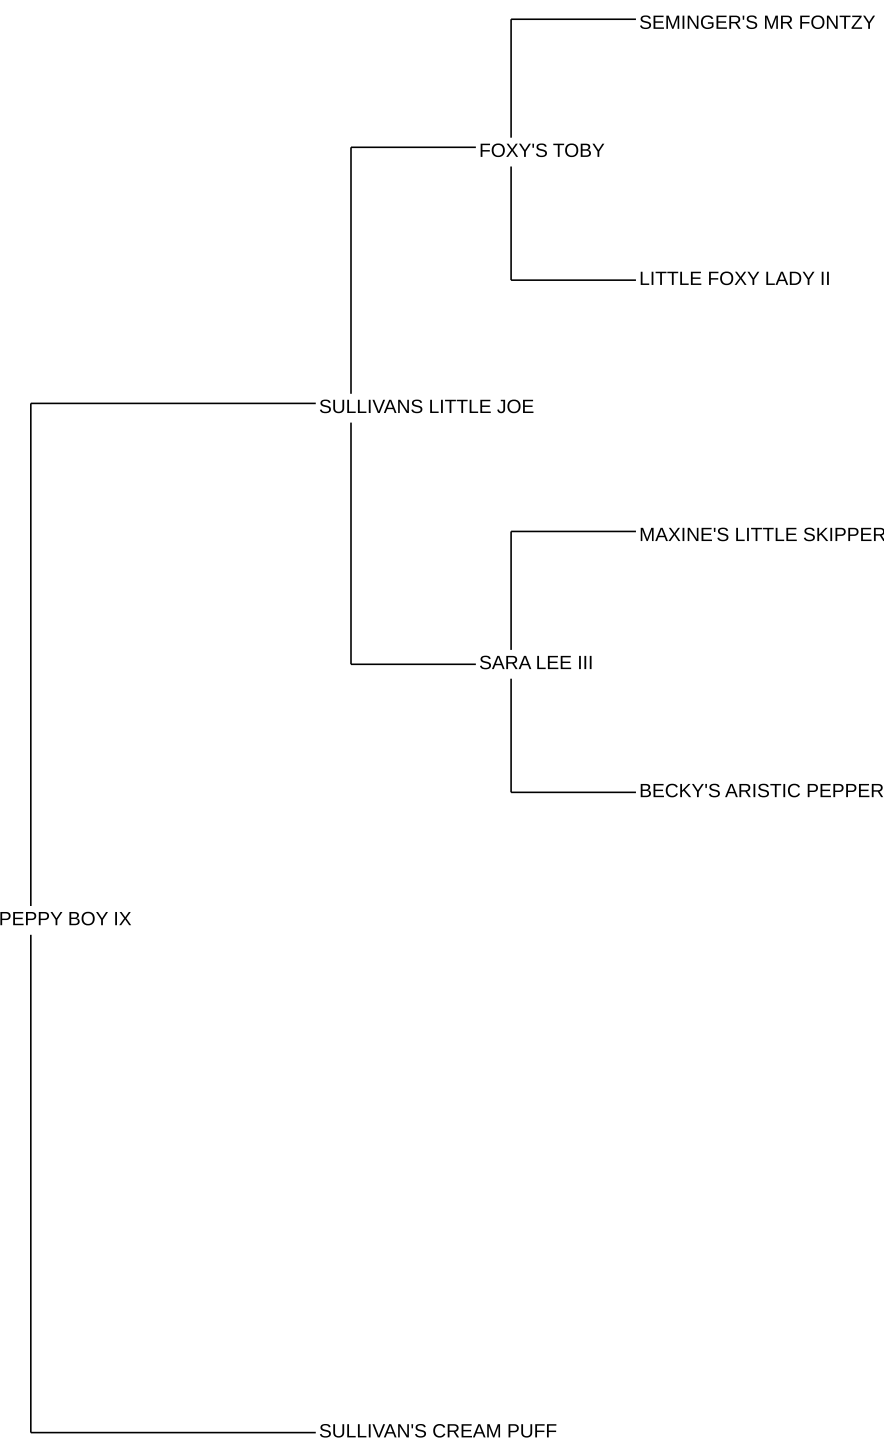 SEMINGER'S MR FONTZY
FOXY'S TOBY
LITTLE FOXY LADY II
SULLIVANS LITTLE JOE
MAXINE'S LITTLE SKIPPER
SARA LEE III
BECKY'S ARISTIC PEPPER
PEPPY BOY IX
SULLIVAN'S CREAM PUFF